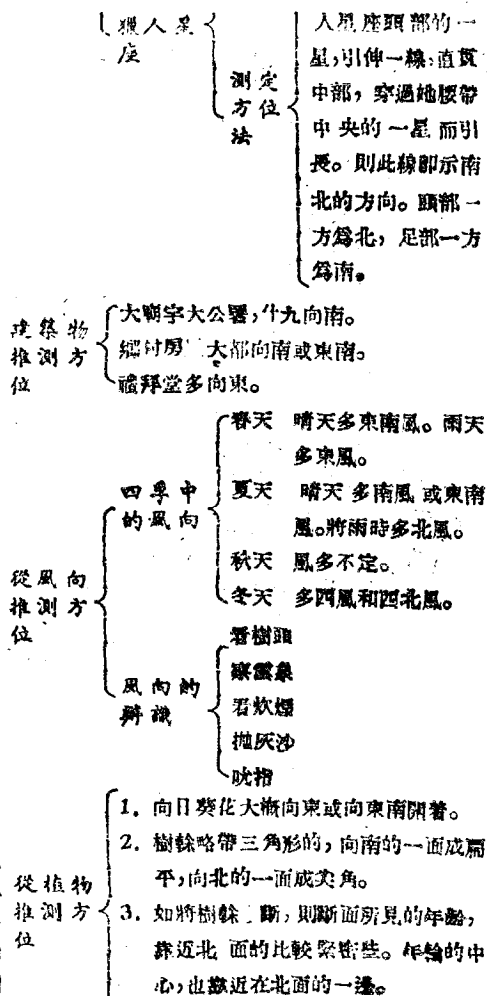 獵人星座
測定方位法
人星座頭部的一
星,引伸一線,直貫
中部,穿過她腰帶
中央的一星而引
長。則此線卽示南
北的方向。頭部一
方爲北,足部一方
爲南。
建築物
推測方
位
大廟宇大公署,什九向南。
鄉村房 大都向南或東南。
禮拜堂多向東。
從風向
推測方
位
四季中
的風向
春天 晴天多東南風。雨天
多東風。
夏天 晴天多南風或東南
風。將雨時多北風。
秋天 風多不定。
冬天 多西風和西北風。
風向的
辨識
看樹頭
察雲象
看炊煙
拋灰沙
吮指
從植物
推測方
位
1. 向日葵花大槪向東或向東南開着。
2. 樹榦略帶三角形的,向南的一面成扁
平,向北的一面成尖角。
3. 如將樹榦 斷,則斷面所見的年齡,
靠近北 面的比較緊密些。年輪的中
心,也靠近在北面的一邊。